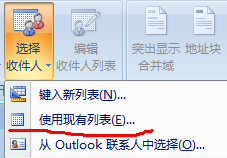 选择
收件人
编辑
收件人列表
突出显示
合并域
地址块
键入新列表(N)...
使用现有列表(E)...
从 Outlook 联系人中选择(O)...